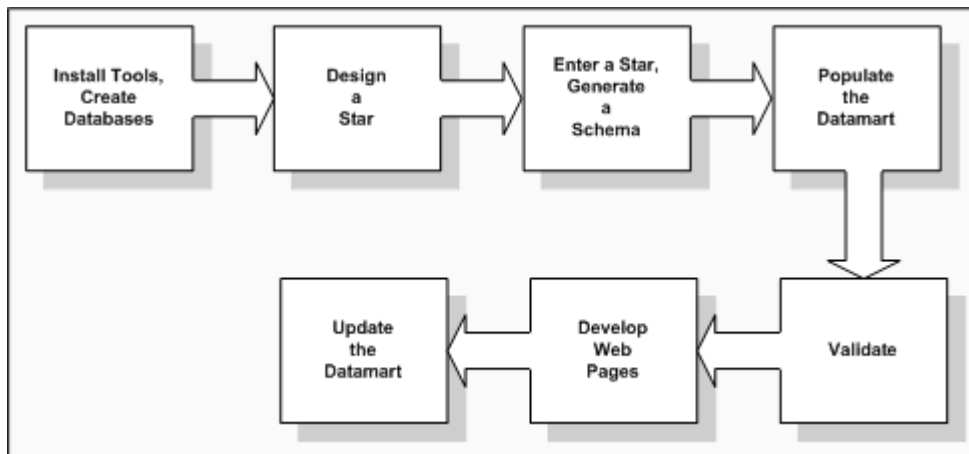 Install Tools,
Create
Databases
Design
a
Star
Enter a Star,
Generate
a
Schema
Populate
the
Datamart
Validate
Develop
Web
Pages
Update
the
Datamart